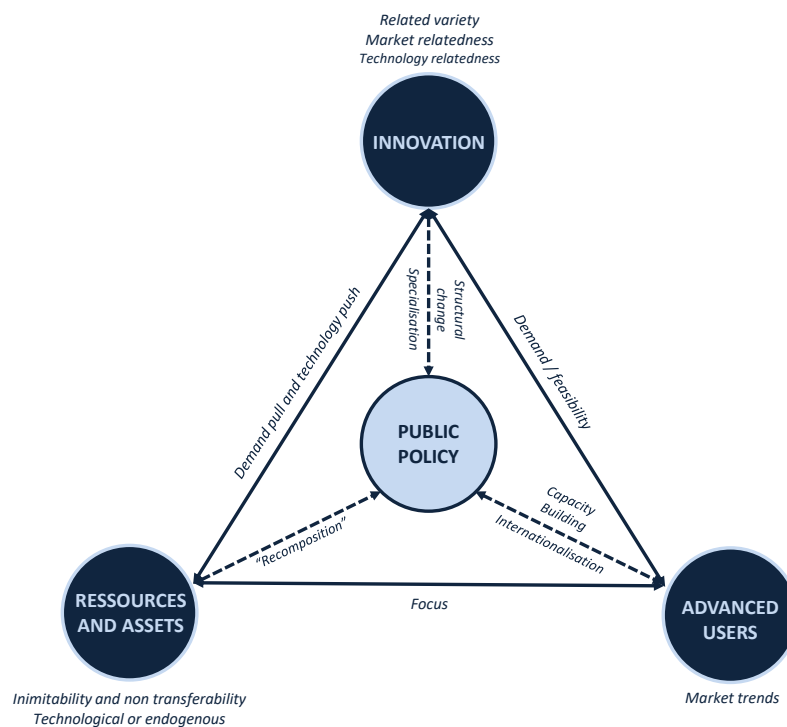 Related variety
Market relatedness
Technology relatedness
INNOVATION
Demand pull and technology push
Specialisation
Structural
change
Demand / feasibility
PUBLIC
POLICY
"Recomposition"
Capacity
Building
Internationalisation
RESSOURCES
AND ASSETS
Focus
ADVANCED
USERS
Inimitability and non transferability
Technological or endogenous
Market trends